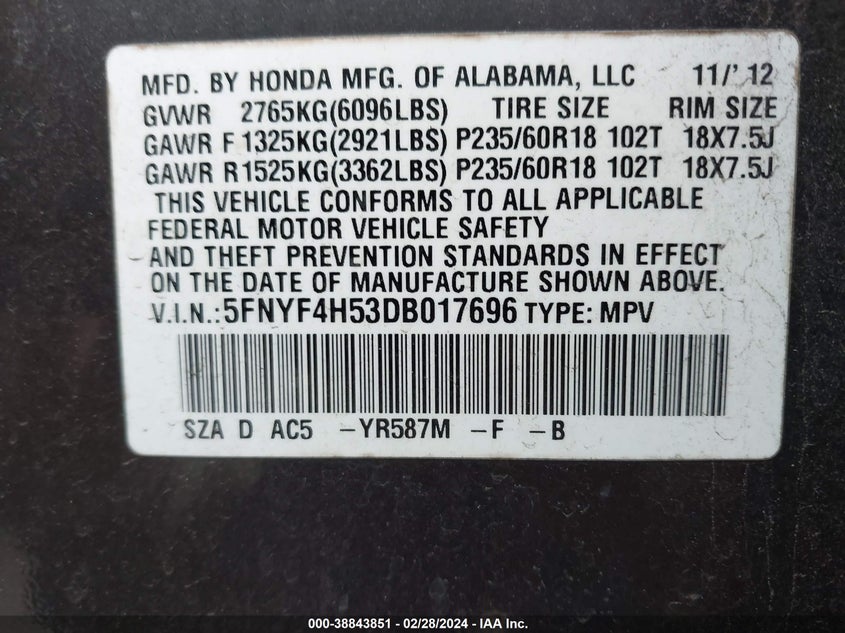 MFD. BY HONDA MFG. OF ALABAMA, LLC 11/'12
GVWR 2765KG(6096LBS) TIRE SIZE RIM SIZE
GAWR F 1325KG(2921LBS) P235/60R18 102T 18X7.5J
GAWR R 1525KG(3362LBS) P235/60R18 102T 18X7.5J
THIS VEHICLE CONFORMS TO ALL APPLICABLE
FEDERAL MOTOR VEHICLE SAFETY
AND THEFT PREVENTION STANDARDS IN EFFECT
ON THE DATE OF MANUFACTURE SHOWN ABOVE.
V.I.N.:5FNYF4H53DB017696 TYPE: MPV
SZA D AC5 -YR587M -F -B
000-38843851 - 02/28/2024 - IAA Inc.